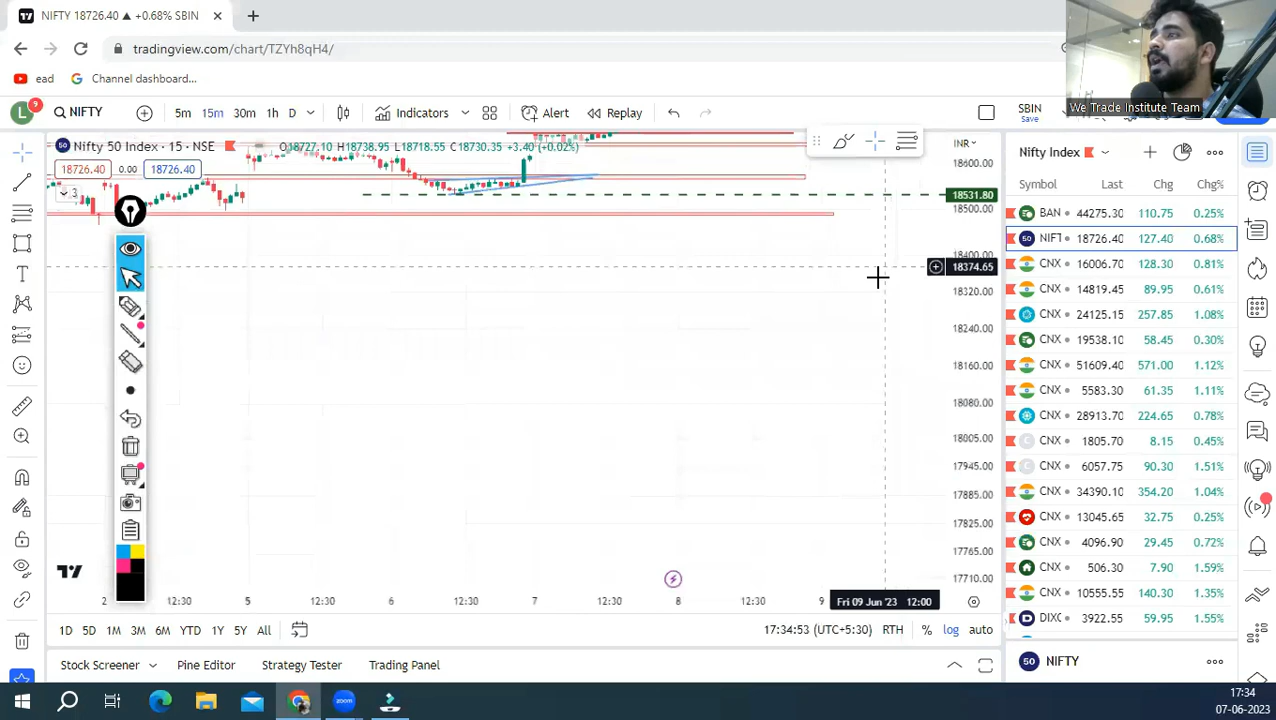 NIFTY 18726.40 ▲ +0.68% SBIN
tradingview.com/chart/TZYh8qH4/
ead
Channel dashboard...
We Trade Institute Team
L
9
NIFTY
5m
15m
30m
1h
D
Indicators
Alert
Replay
SBIN
Save
50 Nifty 50 Index · 15 · NSE
O18727.10 H18738.95 L18718.55 C18730.35 +3.40 (+0.02%)
INR
18726.40
0.00
18726.40
3
18600.00
18531.80
18500.00
18400.00
18374.65
18320.00
18240.00
18160.00
18080.00
18005.00
17945.00
17885.00
17825.00
17765.00
17710.00
2
12:30
5
12:30
6
12:30
7
12:30
8
12:30
9
Fri 09 Jun '23 12:00
1D
5D
1M
3M
6M
YTD
1Y
5Y
All
17:34:53 (UTC+5:30)
RTH
%
log
auto
Stock Screener
Pine Editor
Strategy Tester
Trading Panel
Nifty Index
Symbol Last Chg Chg%
BAN 44275.30 110.75 0.25%
50 NIFT 18726.40 127.40 0.68%
CNX 16006.70 128.30 0.81%
CNX 14819.45 89.95 0.61%
CNX 24125.15 257.85 1.08%
CNX 19538.10 58.45 0.30%
CNX 51609.40 571.00 1.12%
CNX 5583.30 61.35 1.11%
CNX 28913.70 224.65 0.78%
CNX 1805.70 8.15 0.45%
CNX 6057.75 90.30 1.51%
CNX 34390.10 354.20 1.04%
CNX 13045.65 32.75 0.25%
CNX 4096.90 29.45 0.72%
CNX 506.30 7.90 1.59%
CNX 10555.55 140.30 1.35%
D DIXC 3922.55 59.95 1.55%
50 NIFTY
zoom
17:34
07-06-2023